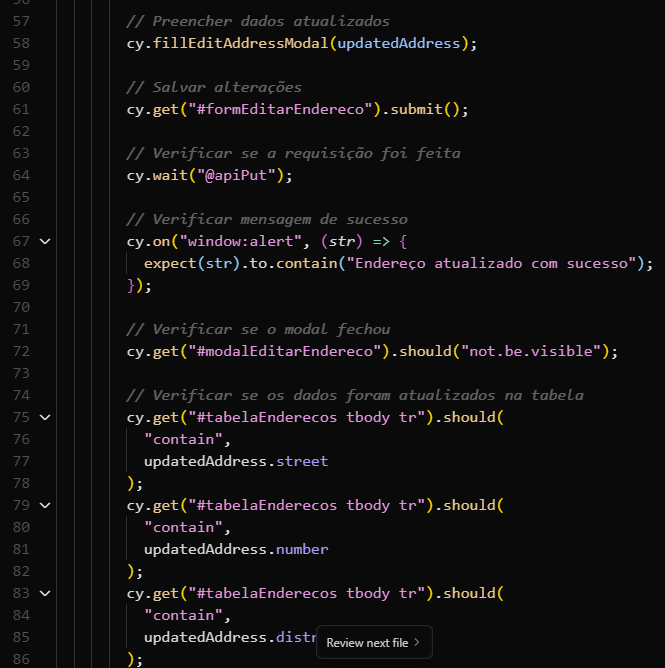 57 // Preencher dados atualizados
58 cy.fillEditAddressModal(updatedAddress);
59
60 // Salvar alterações
61 cy.get("#formEditarEndereco").submit();
62
63 // Verificar se a requisição foi feita
64 cy.wait("@apiPut");
65
66 // Verificar mensagem de sucesso
67 cy.on("window:alert", (str) => {
68 expect(str).to.contain("Endereço atualizado com sucesso");
69 });
70
71 // Verificar se o modal fechou
72 cy.get("#modalEditarEndereco").should("not.be.visible");
73
74 // Verificar se os dados foram atualizados na tabela
75 cy.get("#tabelaEnderecos tbody tr").should(
76 "contain",
77 updatedAddress.street
78 );
79 cy.get("#tabelaEnderecos tbody tr").should(
80 "contain",
81 updatedAddress.number
82 );
83 cy.get("#tabelaEnderecos tbody tr").should(
84 "contain",
85 updatedAddress.distr
Review next file >
86 );